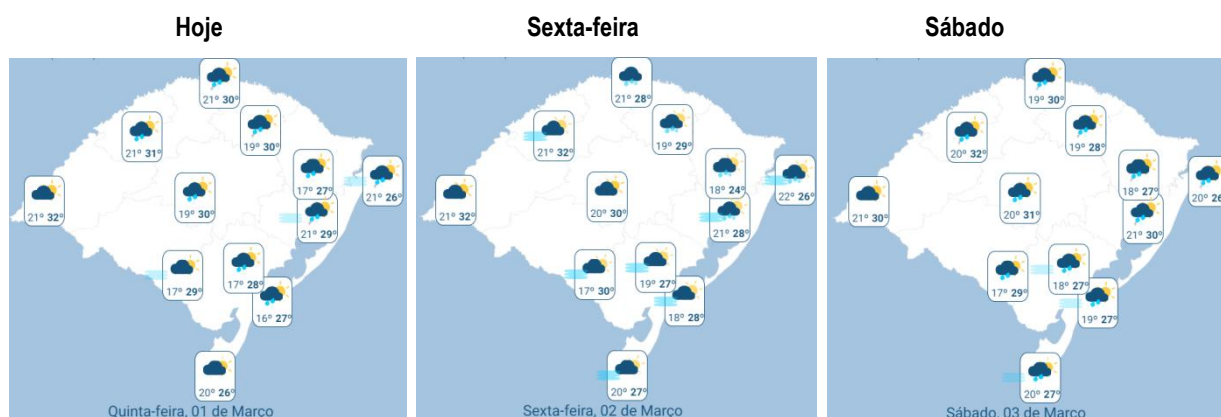 Hoje
Sexta-feira
Sábado
21º 30º
21º 31º
19º 30º
17º 27º
21º 26º
21º 32º
19º 30º
21º 29º
17º 29º
17º 28º
16º 27º
20º 26º
Quinta-feira, 01 de Março
21º 28º
21º 32º
19º 29º
18º 24º
22º 26º
21º 32º
20º 30º
21º 28º
17º 30º
19º 27º
18º 28º
20º 27º
Sexta-feira, 02 de Março
19º 30º
20º 32º
19º 28º
18º 27º
20º 26
21º 30º
20º 31º
21º 30º
17º 29º
18º 27º
19º 27º
20º 27º
Sábado, 03 de Março